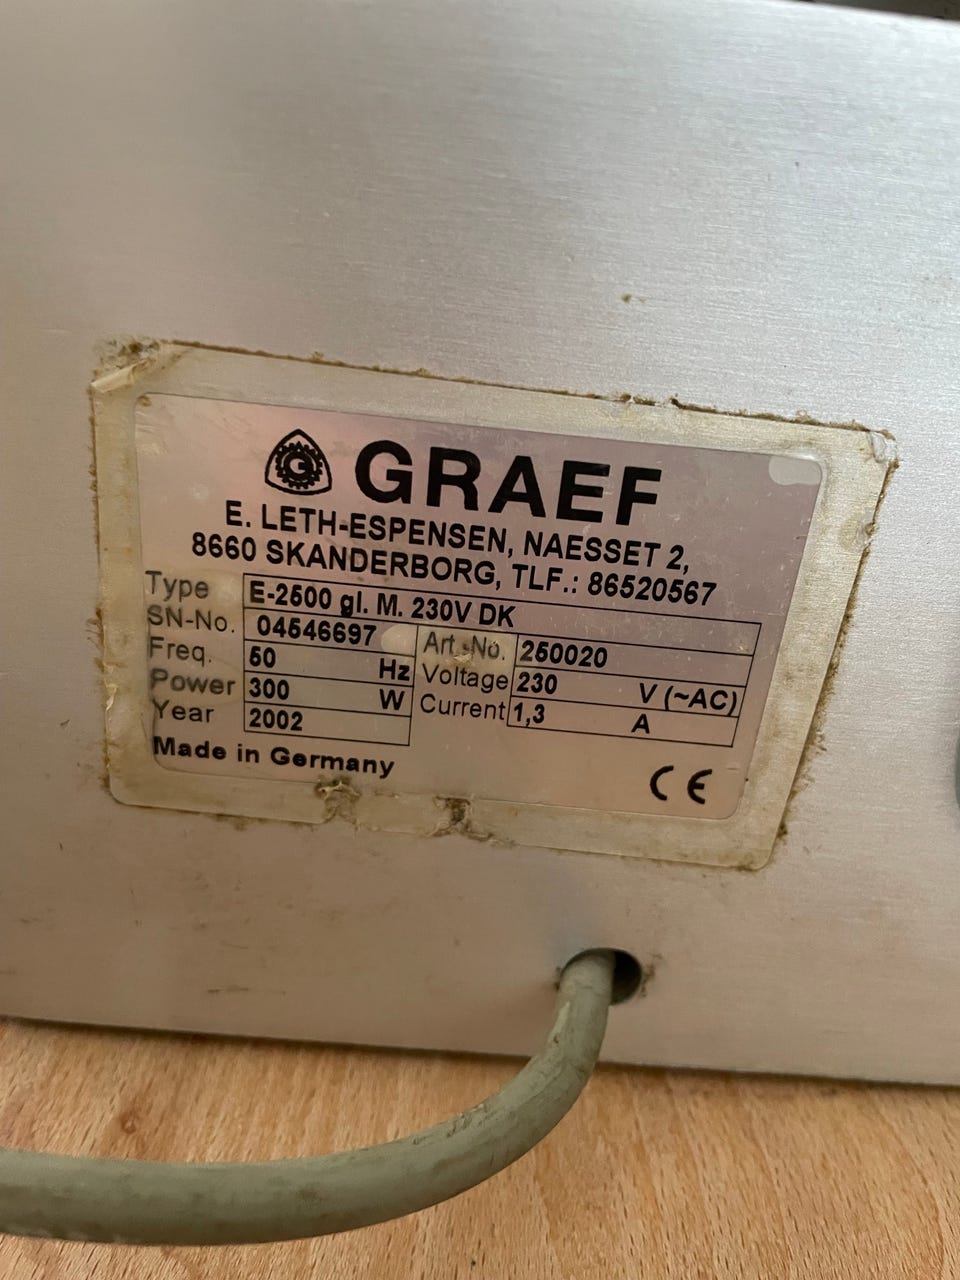 GRAEF
E. LETH-ESPENSEN, NAESSET 2,
8660 SKANDERBORG, TLF.: 86520567
Type E-2500 gl. M. 230V DK
SN-No. 04546697 Art.-No. 250020
Freq. 50 Hz Voltage 230 V (~AC)
Power 300 W Current 1,3 A
Year 2002
Made in Germany CE